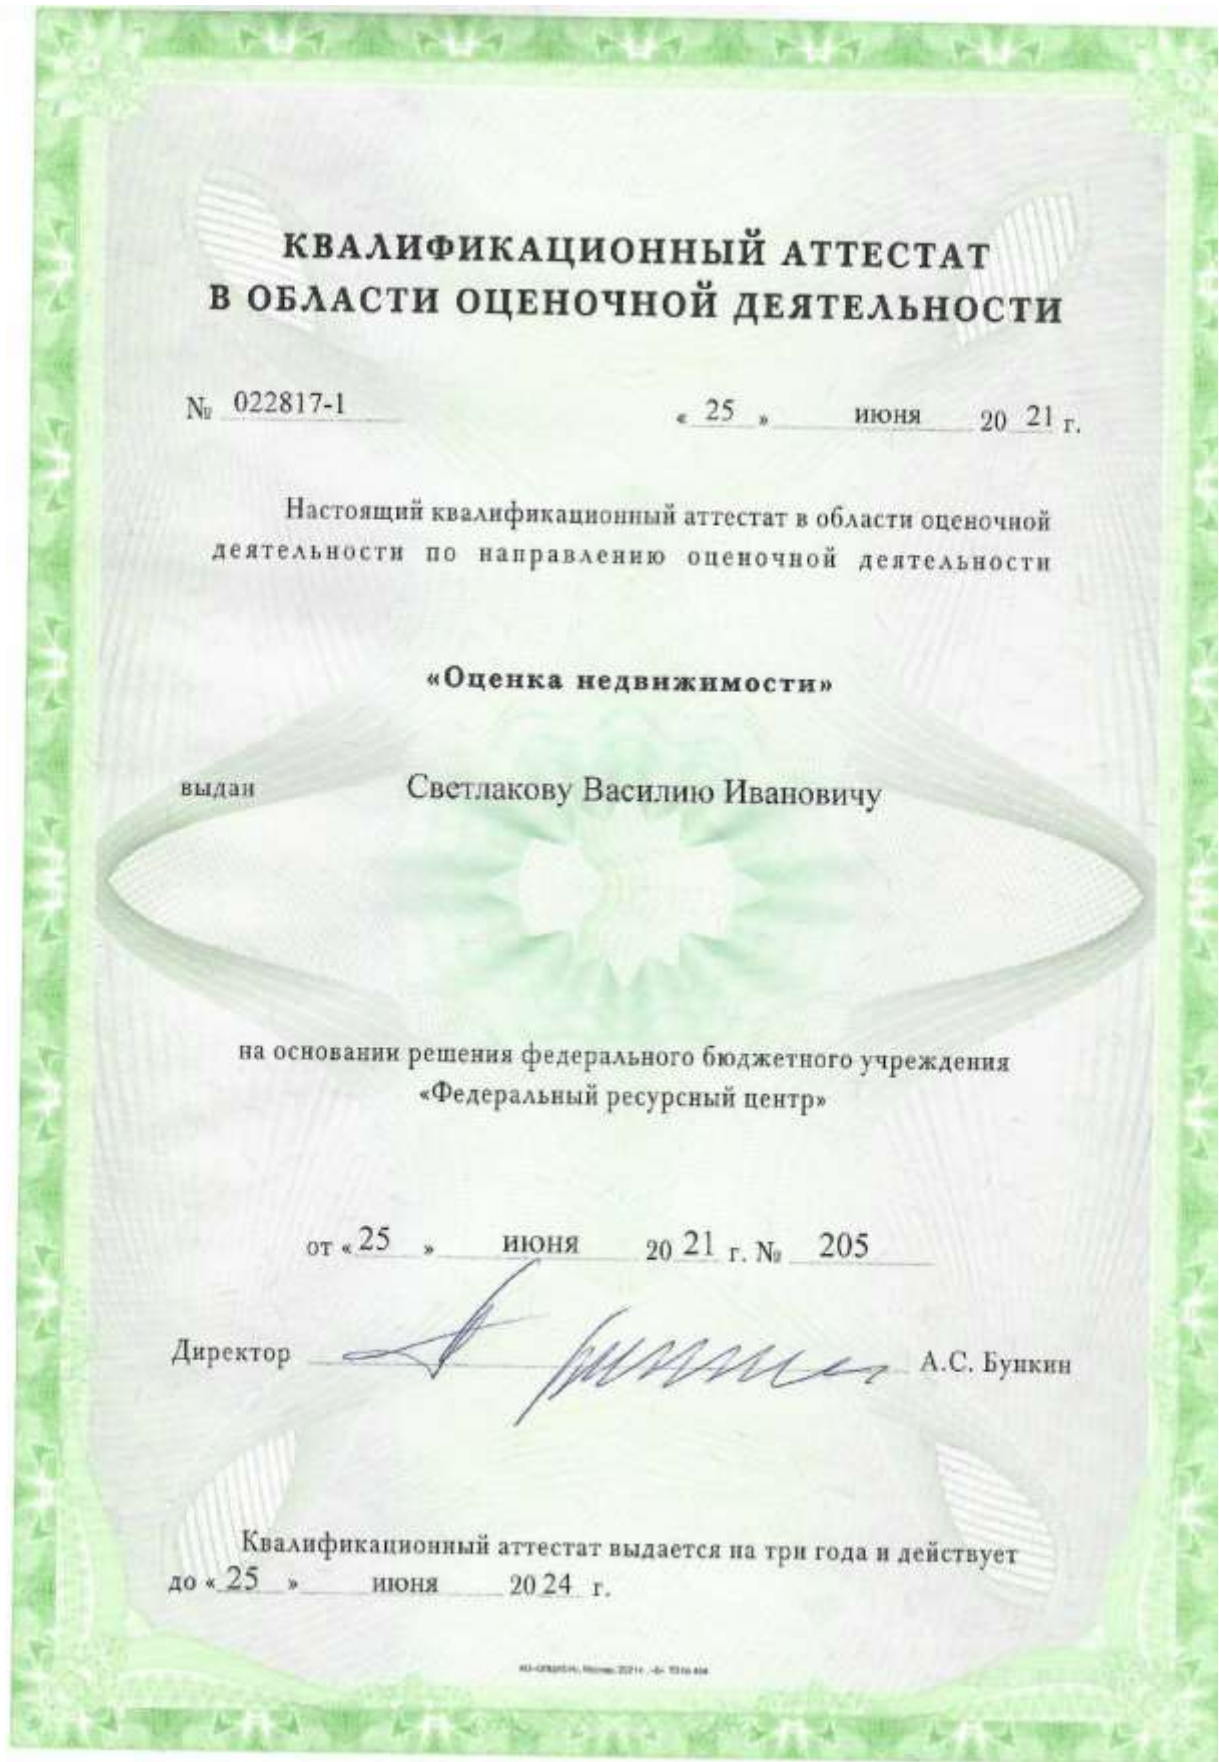 КВАЛИФИКАЦИОННЫЙ АТТЕСТАТ
В ОБЛАСТИ ОЦЕНОЧНОЙ ДЕЯТЕЛЬНОСТИ
№ 022817-1 « 25 » июня 20 21 г.
Настоящий квалификационный аттестат в области оценочной
деятельности по направлению оценочной деятельности
«Оценка недвижимости»
выдан Светлакову Василию Ивановичу
на основании решения федерального бюджетного учреждения
«Федеральный ресурсный центр»
от « 25 » июня 20 21 г. № 205
Директор А.С. Бункин
Квалификационный аттестат выдается на три года и действует
до « 25 » июня 20 24 г.
Москва, 2021 г.